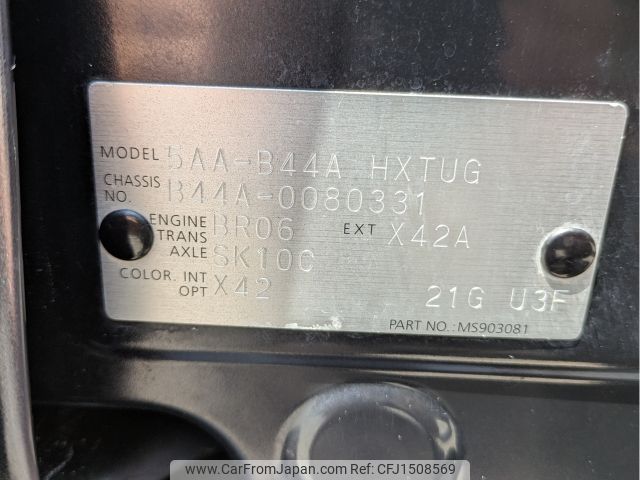 MODEL 5AA-B44A HXTUG
CHASSIS NO. B44A-0080331
ENGINE BR06 EXT X42A
TRANS AXLE SK10C
COLOR. INT X42
OPT 21G U3F
PART NO.:MS903081
www.CarFromJapan.com - Ref No. CFJ1508569